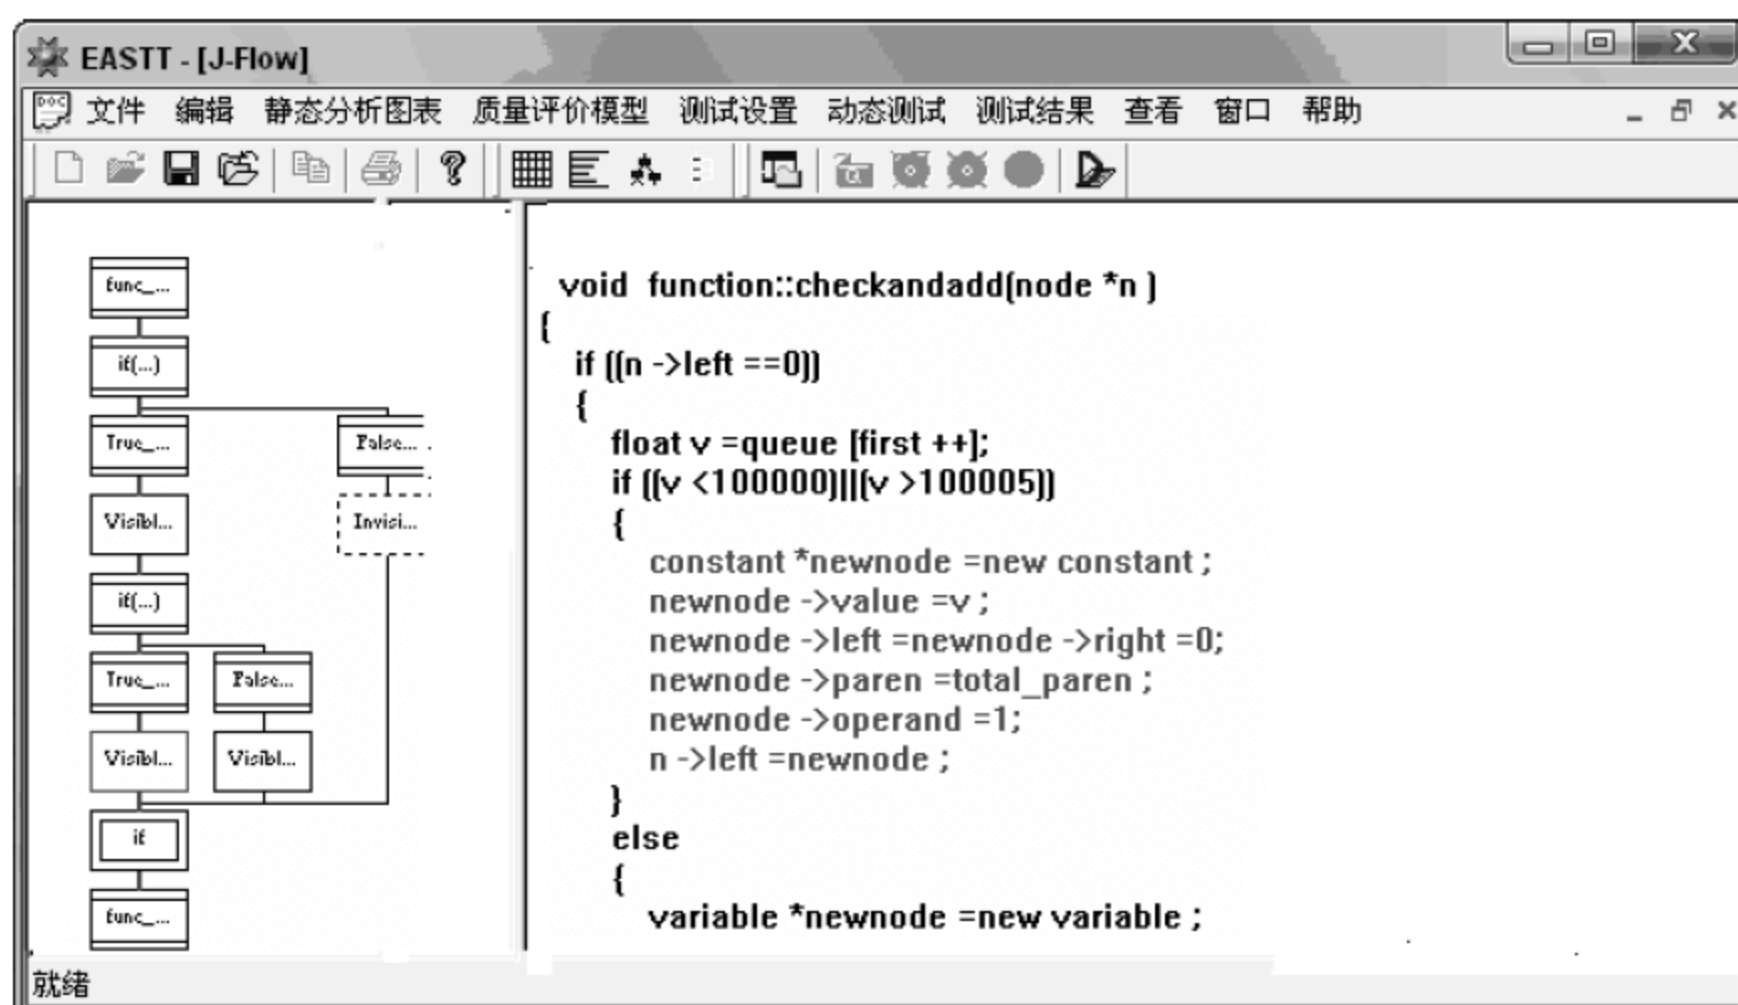 EASTT - [J-Flow]
文件 编辑 静态分析图表 质量评价模型 测试设置 动态测试 测试结果 查看 窗口 帮助
func_...
if(...)
True_... False...
Visibl... Invisi...
if(...)
True_... False...
Visibl... Visibl...
if
func_...
void function::checkandadd(node *n )
{
if ((n ->left ==0))
{
float v =queue [first ++];
if ((v <100000)||(v >100005))
{
constant *newnode =new constant ;
newnode ->value =v ;
newnode ->left =newnode ->right =0;
newnode ->paren =total_paren ;
newnode ->operand =1;
n ->left =newnode ;
}
else
{
variable *newnode =new variable ;
就绪